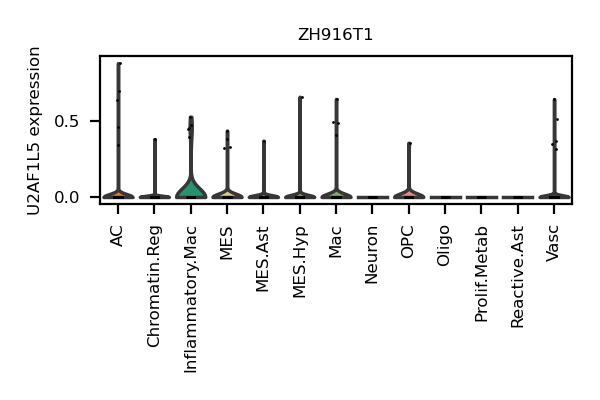 ZH916T1
U2AF1L5 expression
0.5
0.0
AC
Chromatin.Reg
Inflammatory.Mac
MES
MES.Ast
MES.Hyp
Mac
Neuron
OPC
Oligo
Prolif.Metab
Reactive.Ast
Vasc